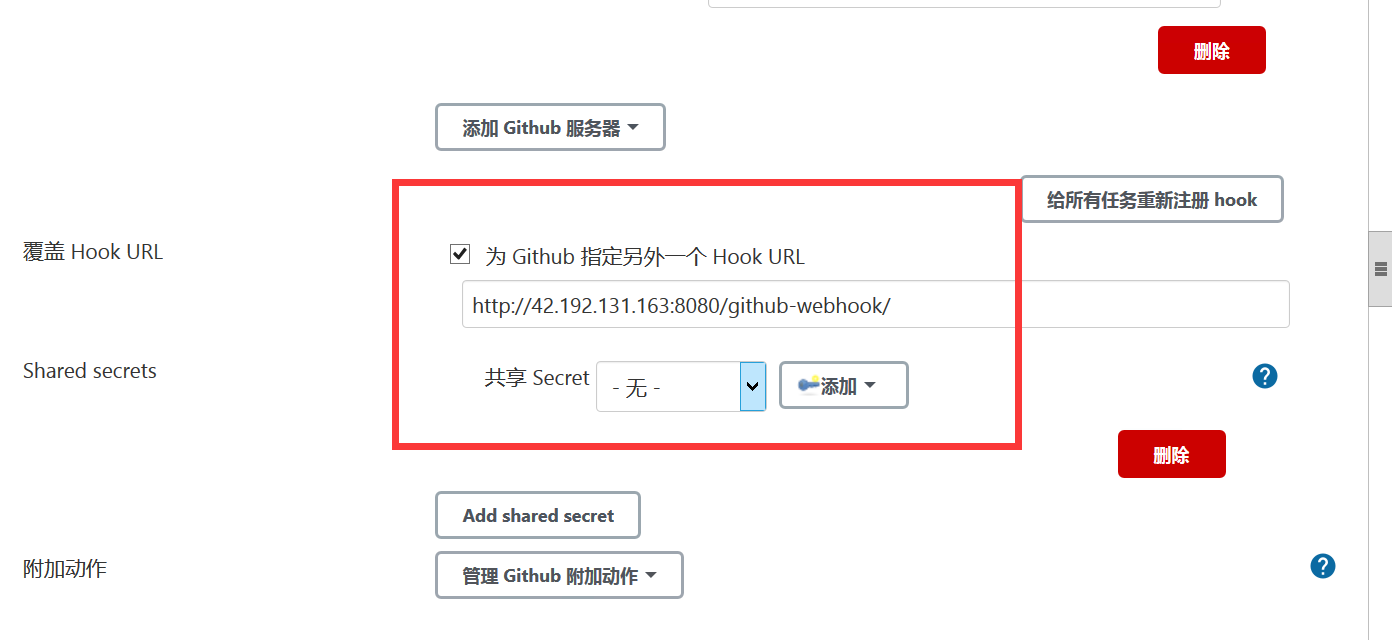 删除
添加 Github 服务器
给所有任务重新注册 hook
覆盖 Hook URL
为 Github 指定另外一个 Hook URL
http://42.192.131.163:8080/github-webhook/
Shared secrets
共享 Secret
- 无 -
添加
删除
Add shared secret
附加动作
管理 Github 附加动作